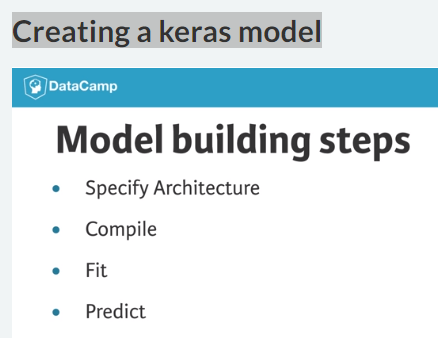 Creating a keras model
DataCamp
Model building steps
Specify Architecture
Compile
Fit
Predict